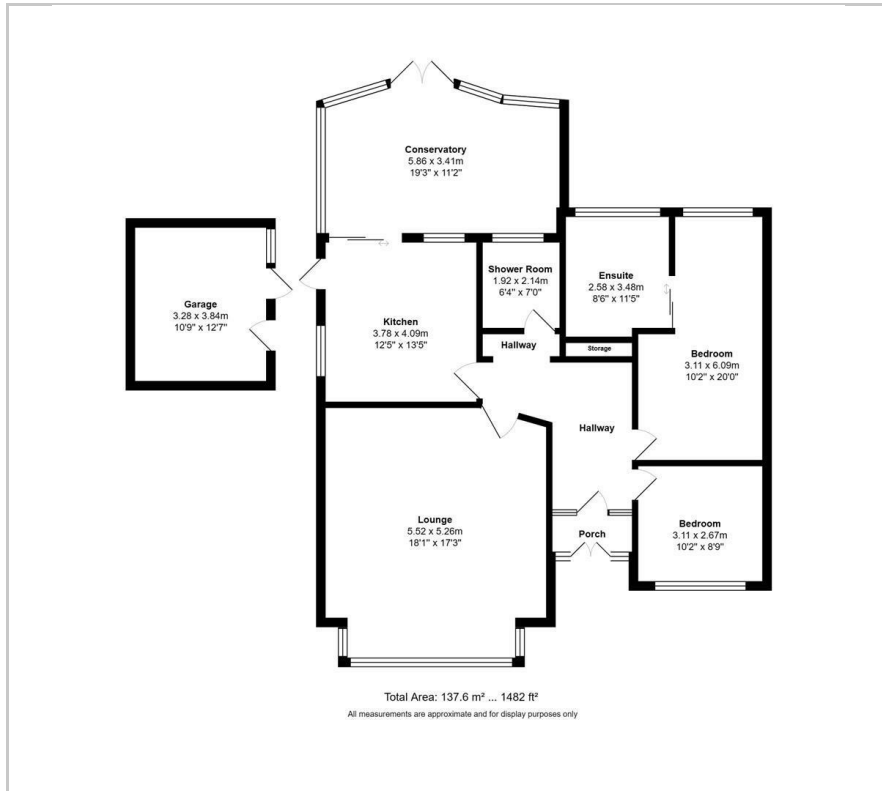 Conservatory
5.86 x 3.41m
19'3" x 11'2"
Garage
3.28 x 3.84m
10'9" x 12'7"
Kitchen
3.78 x 4.09m
12'5" x 13'5"
Shower Room
1.92 x 2.14m
6'4" x 7'0"
Ensuite
2.58 x 3.48m
8'6" x 11'5"
Hallway
Storage
Bedroom
3.11 x 6.09m
10'2" x 20'0"
Hallway
Lounge
5.52 x 5.26m
18'1" x 17'3"
Porch
Bedroom
3.11 x 2.67m
10'2" x 8'9"
Total Area: 137.6 m² ... 1482 ft²
All measurements are approximate and for display purposes only